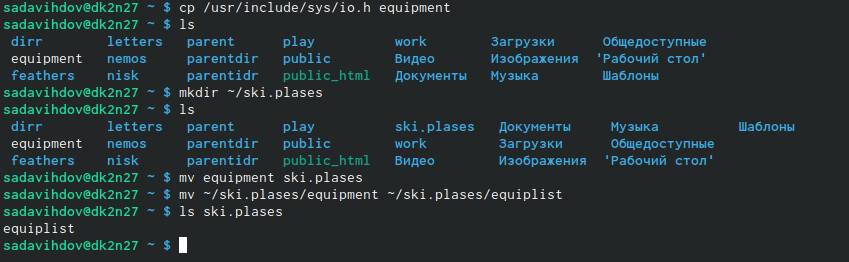 sadavihdov@dk2n27 ~ $ cp /usr/include/sys/io.h equipment
sadavihdov@dk2n27 ~ $ ls
dirr letters parent play work Загрузки Общедоступные
equipment nemos parentdir public Видео Изображения 'Рабочий стол'
feathers nisk parentidr public_html Документы Музыка Шаблоны
sadavihdov@dk2n27 ~ $ mkdir ~/ski.plases
sadavihdov@dk2n27 ~ $ ls
dirr letters parent play ski.plases Документы Музыка Шаблоны
equipment nemos parentdir public work Загрузки Общедоступные
feathers nisk parentidr public_html Видео Изображения 'Рабочий стол'
sadavihdov@dk2n27 ~ $ mv equipment ski.plases
sadavihdov@dk2n27 ~ $ mv ~/ski.plases/equipment ~/ski.plases/equiplist
sadavihdov@dk2n27 ~ $ ls ski.plases
equiplist
sadavihdov@dk2n27 ~ $